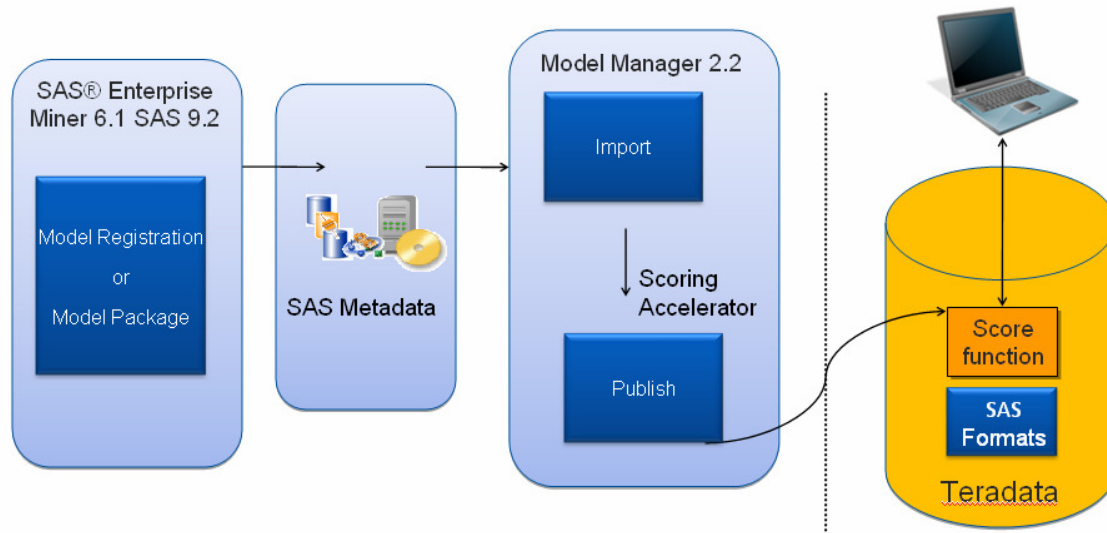 SAS® Enterprise
Miner 6.1 SAS 9.2
Model Registration
or
Model Package
SAS Metadata
Model Manager 2.2
Import
Scoring
Accelerator
Publish
Score
function
SAS
Formats
Teradata